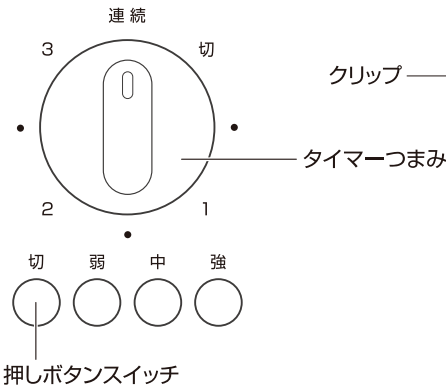 連続
3 切
クリップ
タイマーつまみ
2 1
切 弱 中 強
押しボタンスイッチ